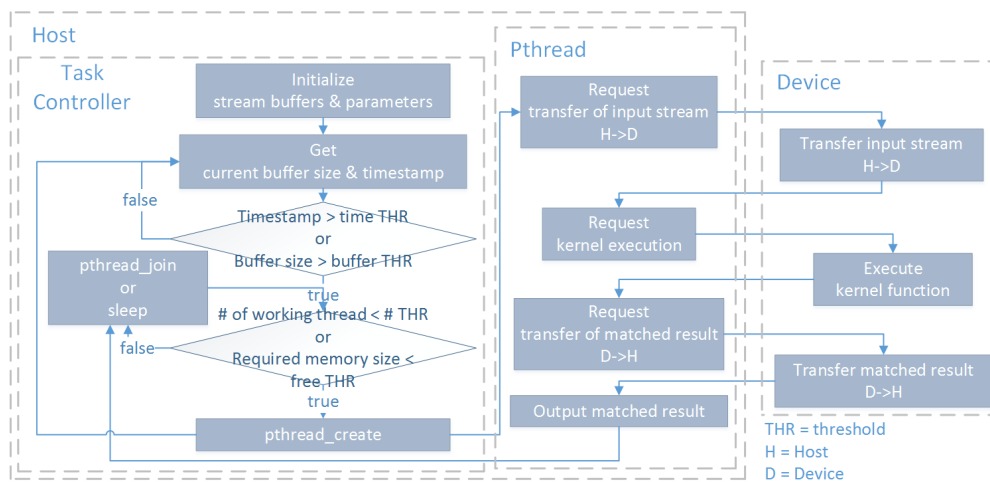 Host
Task
Controller
Initialize
stream buffers & parameters
Get
current buffer size & timestamp
false
Timestamp > time THR
or
Buffer size > buffer THR
true
pthread_join
or
sleep
# of working thread < # THR
or
Required memory size <
free THR
false
true
pthread_create
Pthread
Request
transfer of input stream
H->D
Request
kernel execution
Request
transfer of matched result
D->H
Output matched result
Device
Transfer input stream
H->D
Execute
kernel function
Transfer matched result
D->H
THR = threshold
H = Host
D = Device